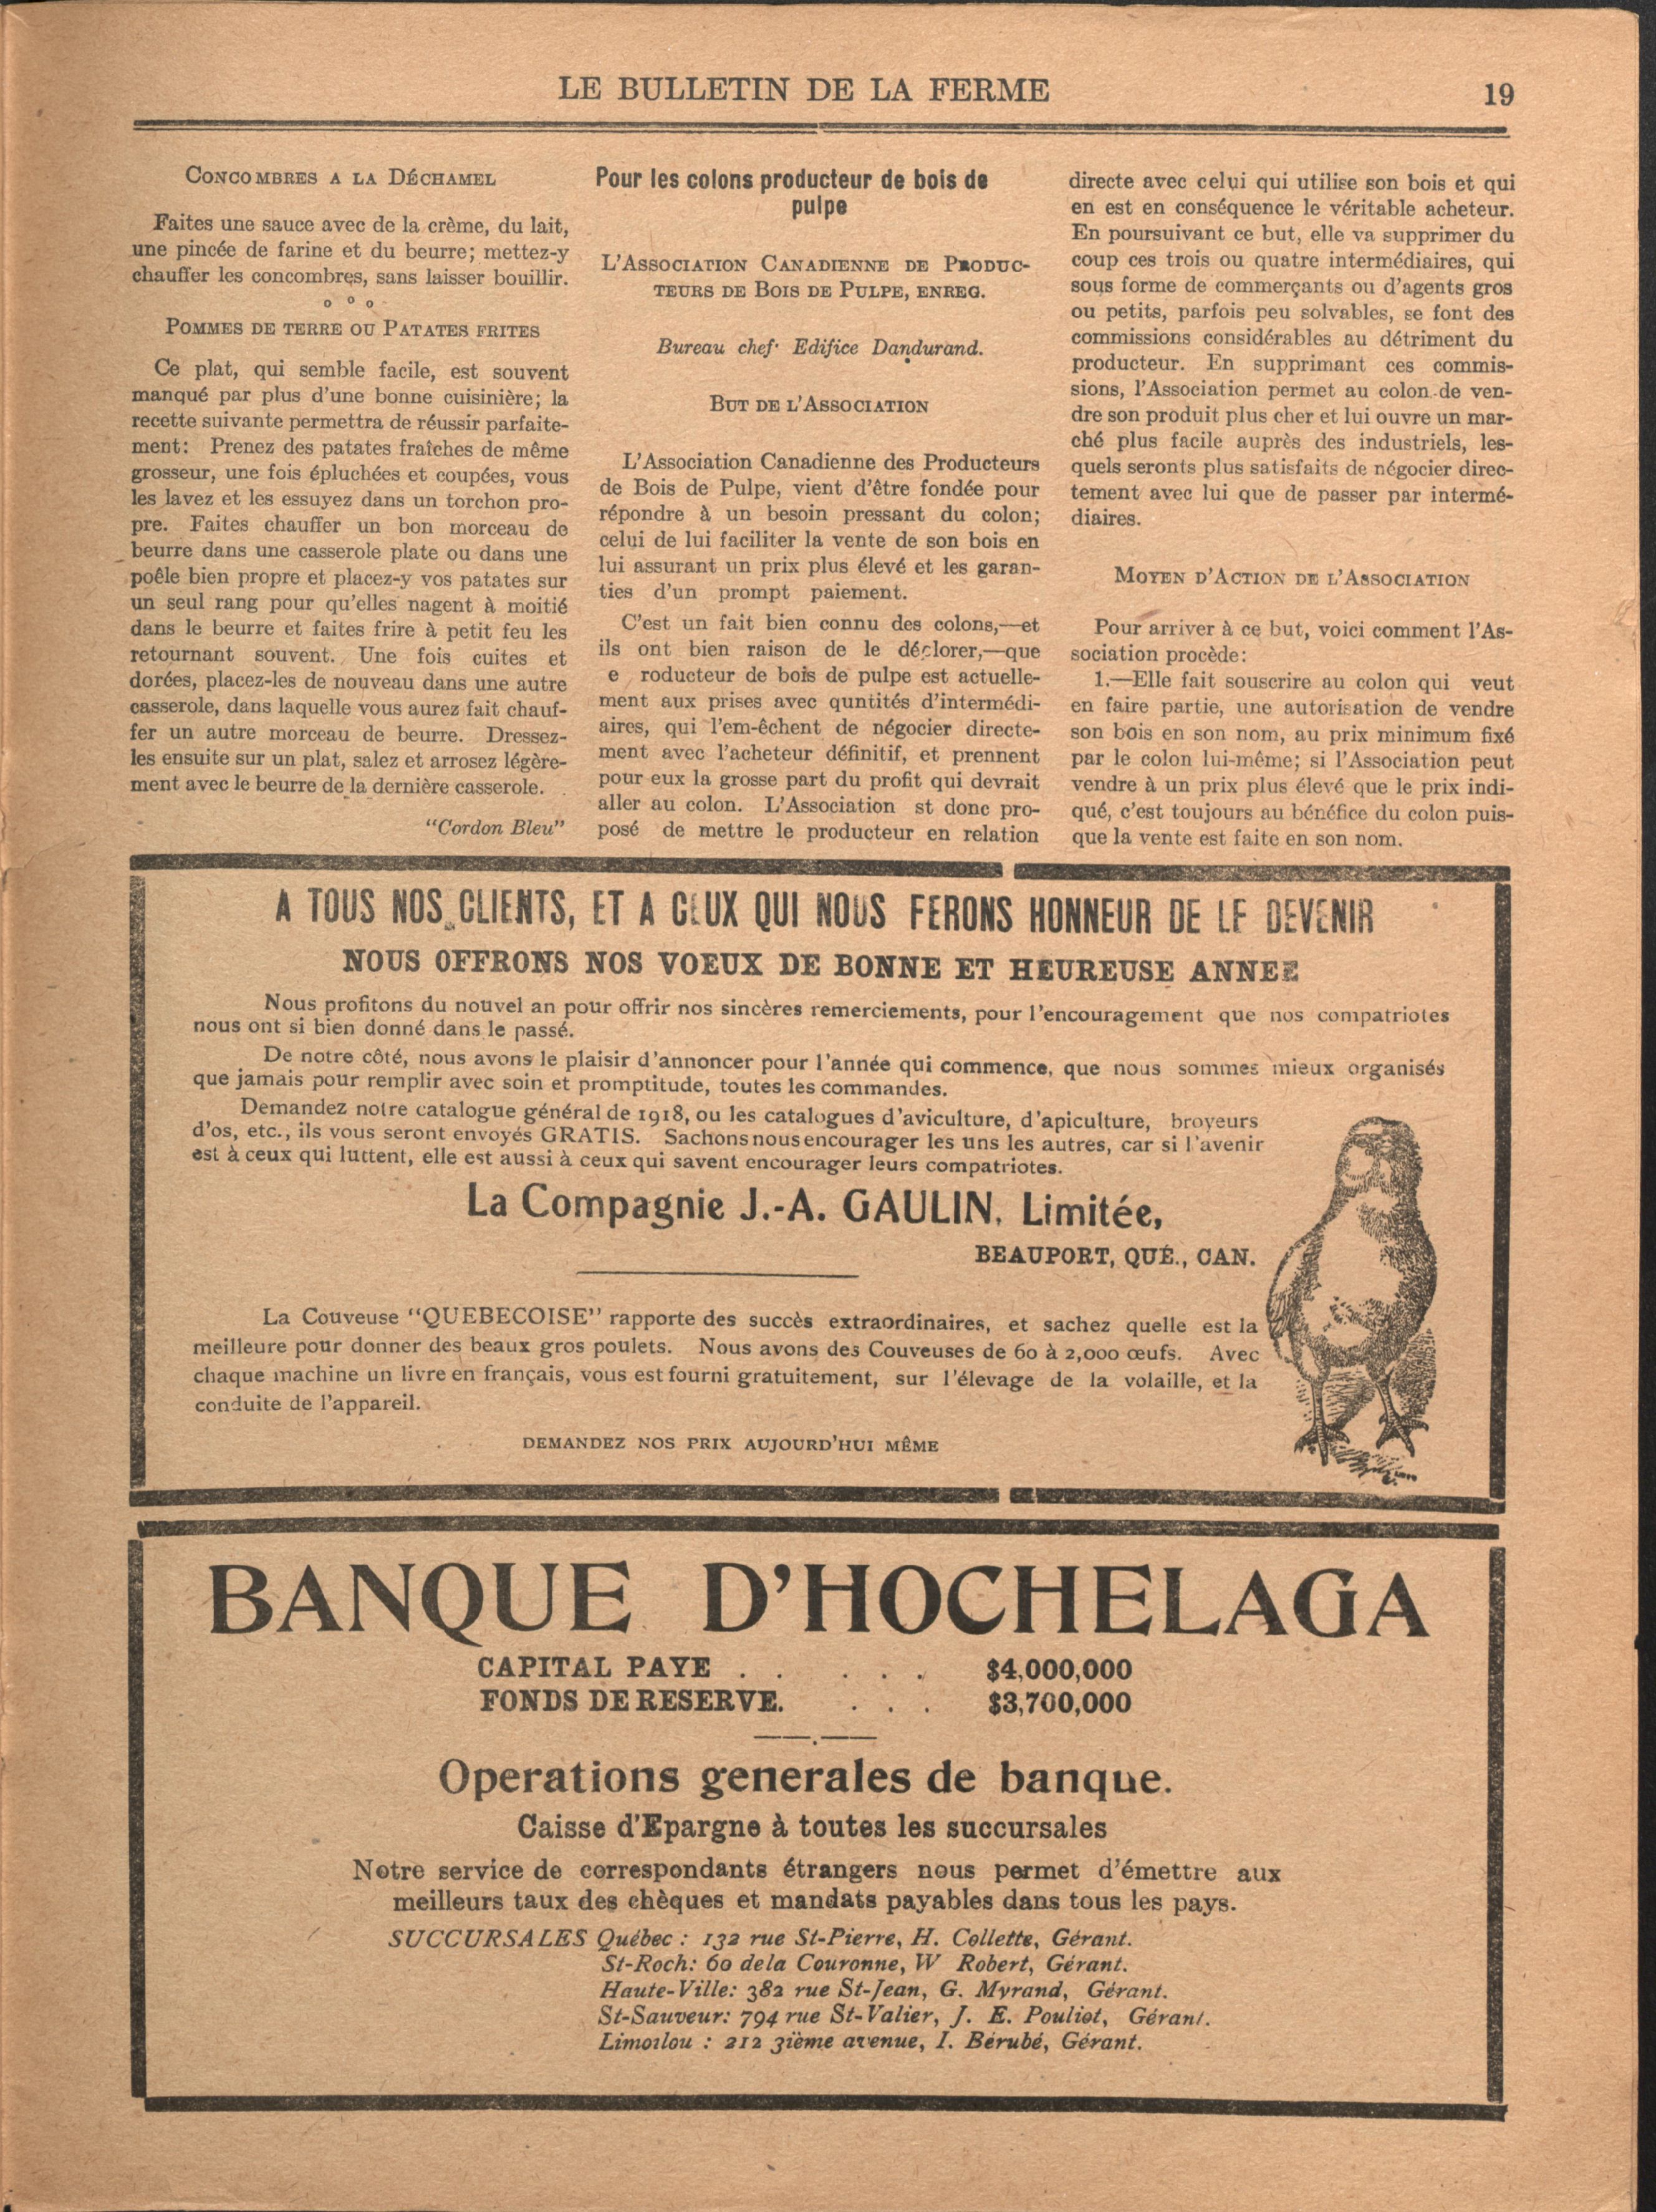 LE BULLETIN DE LA FERME 19
CONCOMBRES A LA DÉCHAMEL
Faites une sauce avec de la crème, du lait,
une pincée de farine et du beurre; mettez-y
chauffer les concombres, sans laisser bouillir.
o o o
POMMES DE TERRE OU PATATES FRITES
Ce plat, qui semble facile, est souvent
manqué par plus d'une bonne cuisinière; la
recette suivante permettra de réussir parfaite-
ment: Prenez des patates fraîches de même
grosseur, une fois épluchées et coupées, vous
les lavez et les essuyez dans un torchon pro-
pre. Faites chauffer un bon morceau de
beurre dans une casserole plate ou dans une
poêle bien propre et placez-y vos patates sur
un seul rang pour qu'elles nagent à moitié
dans le beurre et faites frire à petit feu les
retournant souvent. Une fois cuites et
dorées, placez-les de nouveau dans une autre
casserole, dans laquelle vous aurez fait chauf-
fer un autre morceau de beurre. Dressez-
les ensuite sur un plat, salez et arrosez légère-
ment avec le beurre de la dernière casserole.
"Cordon Bleu"
Pour les colons producteur de bois de
pulpe
L'ASSOCIATION CANADIENNE DE PRODUC-
TEURS DE BOIS DE PULPE, ENREG.
Bureau chef· Edifice Dandurand.
BUT DE L'ASSOCIATION
L'Association Canadienne des Producteurs
de Bois de Pulpe, vient d'être fondée pour
répondre à un besoin pressant du colon;
celui de lui faciliter la vente de son bois en
lui assurant un prix plus élevé et les garan-
ties d'un prompt paiement.
C'est un fait bien connu des colons,—et
ils ont bien raison de le déclorer,—que
e roducteur de bois de pulpe est actuelle-
ment aux prises avec quntités d'intermédi-
aires, qui l'em-êchent de négocier directe-
ment avec l'acheteur définitif, et prennent
pour eux la grosse part du profit qui devrait
aller au colon. L'Association st donc pro-
posé de mettre le producteur en relation
directe avec celui qui utilise son bois et qui
en est en conséquence le véritable acheteur.
En poursuivant ce but, elle va supprimer du
coup ces trois ou quatre intermédiaires, qui
sous forme de commerçants ou d'agents gros
ou petits, parfois peu solvables, se font des
commissions considérables au détriment du
producteur. En supprimant ces commis-
sions, l'Association permet au colon de ven-
dre son produit plus cher et lui ouvre un mar-
ché plus facile auprès des industriels, les-
quels seronts plus satisfaits de négocier direc-
tement avec lui que de passer par intermé-
diaires.
MOYEN D'ACTION DE L'ASSOCIATION
Pour arriver à ce but, voici comment l'As-
sociation procède:
1.—Elle fait souscrire au colon qui veut
en faire partie, une autorisation de vendre
son bois en son nom, au prix minimum fixé
par le colon lui-même; si l'Association peut
vendre à un prix plus élevé que le prix indi-
qué, c'est toujours au bénéfice du colon puis-
que la vente est faite en son nom.
A TOUS NOS CLIENTS, ET A CEUX QUI NOUS FERONS HONNEUR DE LE DEVENIR
NOUS OFFRONS NOS VOEUX DE BONNE ET HEUREUSE ANNEE
Nous profitons du nouvel an pour offrir nos sincères remerciements, pour l'encouragement que nos compatriotes
nous ont si bien donné dans le passé.
De notre côté, nous avons le plaisir d'annoncer pour l'année qui commence, que nous sommes mieux organisés
que jamais pour remplir avec soin et promptitude, toutes les commandes.
Demandez notre catalogue général de 1918, ou les catalogues d'aviculture, d'apiculture, broyeurs
d'os, etc., ils vous seront envoyés GRATIS. Sachons nous encourager les uns les autres, car si l'avenir
est à ceux qui luttent, elle est aussi à ceux qui savent encourager leurs compatriotes.
La Compagnie J.-A. GAULIN, Limitée,
BEAUPORT, QUÉ., CAN.
La Couveuse "QUEBECOISE" rapporte des succès extraordinaires, et sachez quelle est la
meilleure pour donner des beaux gros poulets. Nous avons des Couveuses de 60 à 2,000 œufs. Avec
chaque machine un livre en français, vous est fourni gratuitement, sur l'élevage de la volaille, et la
conduite de l'appareil.
DEMANDEZ NOS PRIX AUJOURD'HUI MÊME
BANQUE D'HOCHELAGA
CAPITAL PAYE . . . . . $4,000,000
FONDS DE RESERVE. . . . $3,700,000
Operations generales de banque.
Caisse d'Epargne à toutes les succursales
Notre service de correspondants étrangers nous permet d'émettre aux
meilleurs taux des chèques et mandats payables dans tous les pays.
SUCCURSALES Québec : 132 rue St-Pierre, H. Collette, Gérant.
St-Roch: 60 dela Couronne, W Robert, Gérant.
Haute-Ville: 382 rue St-Jean, G. Myrand, Gérant.
St-Sauveur: 794 rue St-Valier, J. E. Pouliot, Gérant.
Limoilou : 212 3ième avenue, I. Bérubé, Gérant.